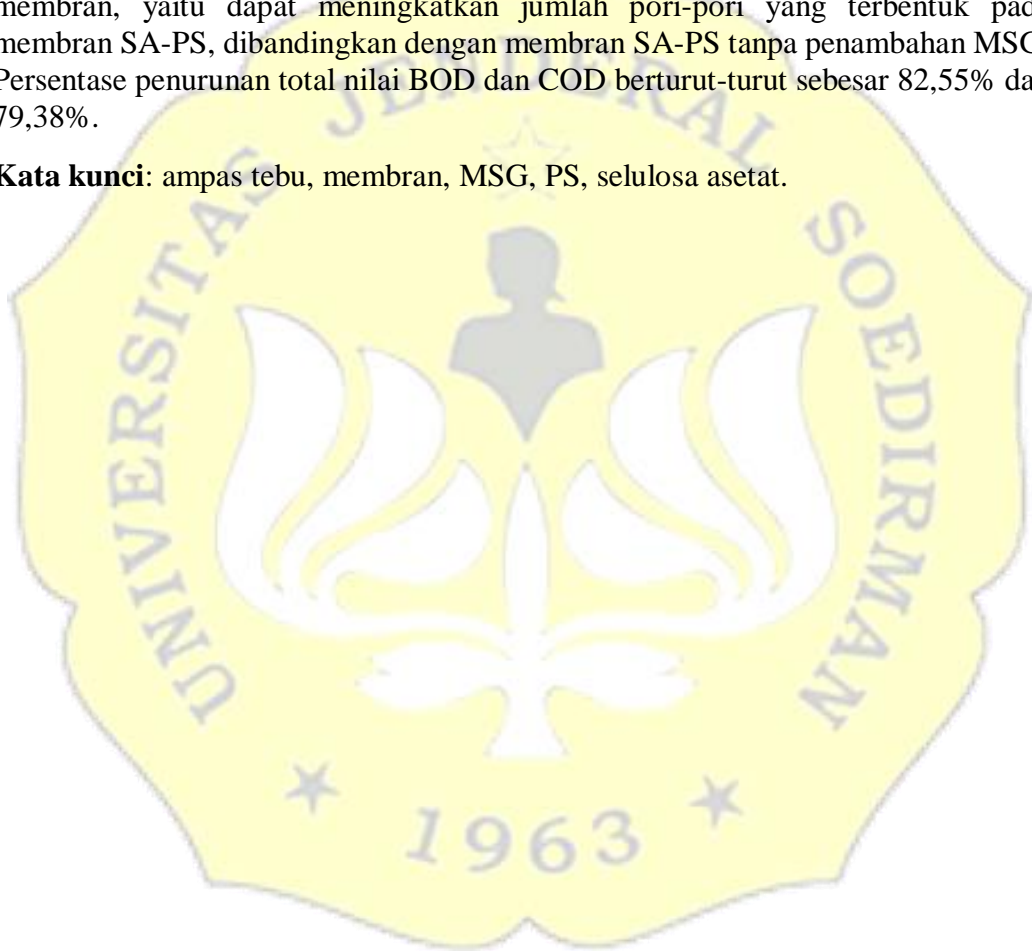 membran, yaitu dapat meningkatkan jumlah pori-pori yang terbentuk pad
membran SA-PS, dibandingkan dengan membran SA-PS tanpa penambahan MSG
Persentase penurunan total nilai BOD dan COD berturut-turut sebesar 82,55% da
79,38%.
Kata kunci: ampas tebu, membran, MSG, PS, selulosa asetat.
UNIVERSITAS JENDERAL SOEDIRMAN
1963